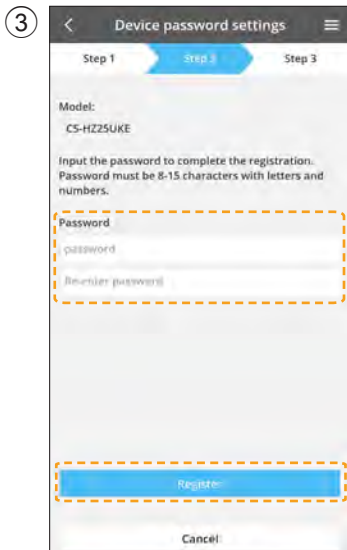 ③
Device password settings
Step 1 Step 2 Step 3
Model:
CS-HZ25UKE
Input the password to complete the registration.
Password must be 8-15 characters with letters and
numbers.
Password
password
Re-enter password
Register
Cancel